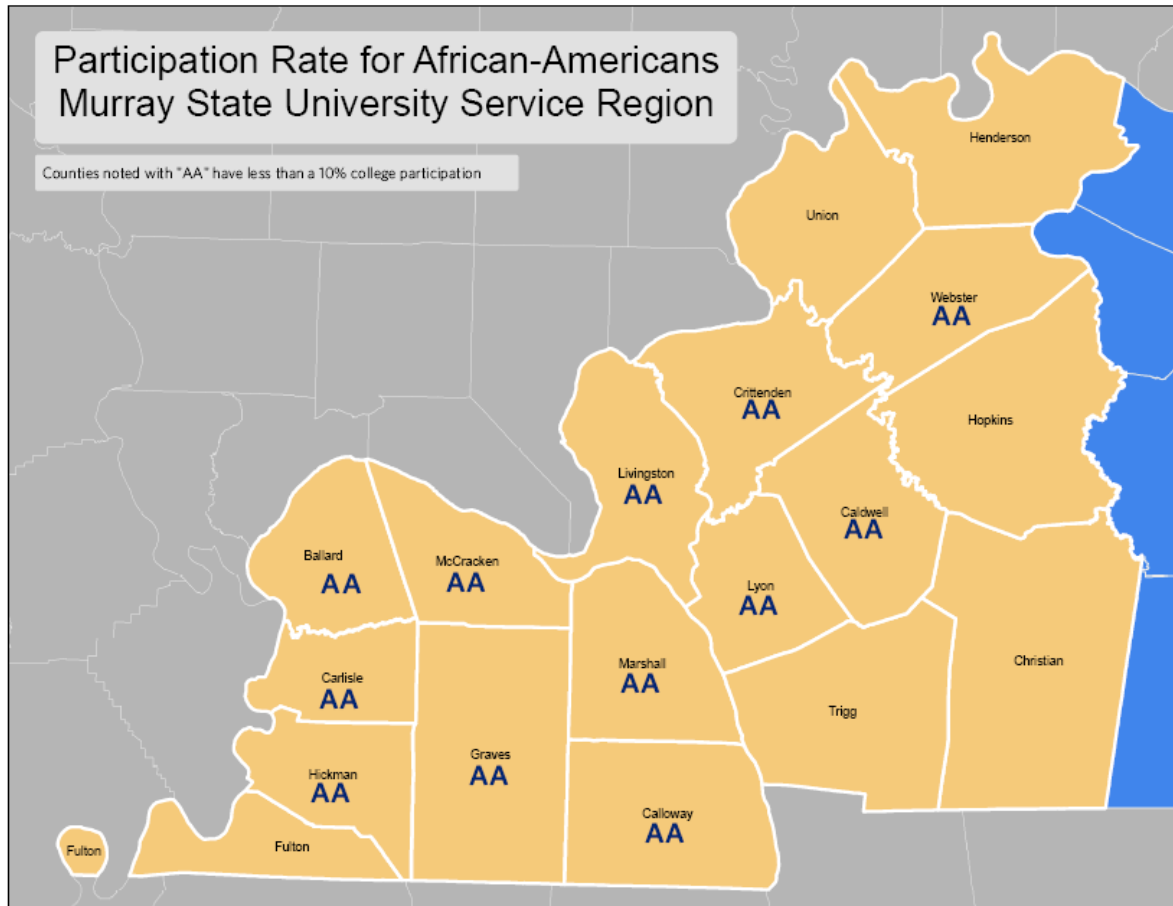 Participation Rate for African-Americans
Murray State University Service Region
Counties noted with "AA" have less than a 10% college participation
Henderson
Union
Webster
AA
Crittenden
AA
Hopkins
Livingston
AA
Caldwell
AA
Ballard
AA
McCracken
AA
Lyon
AA
Marshall
AA
Christian
Carlisle
AA
Trigg
Graves
AA
Hickman
AA
Calloway
AA
Fulton
Fulton